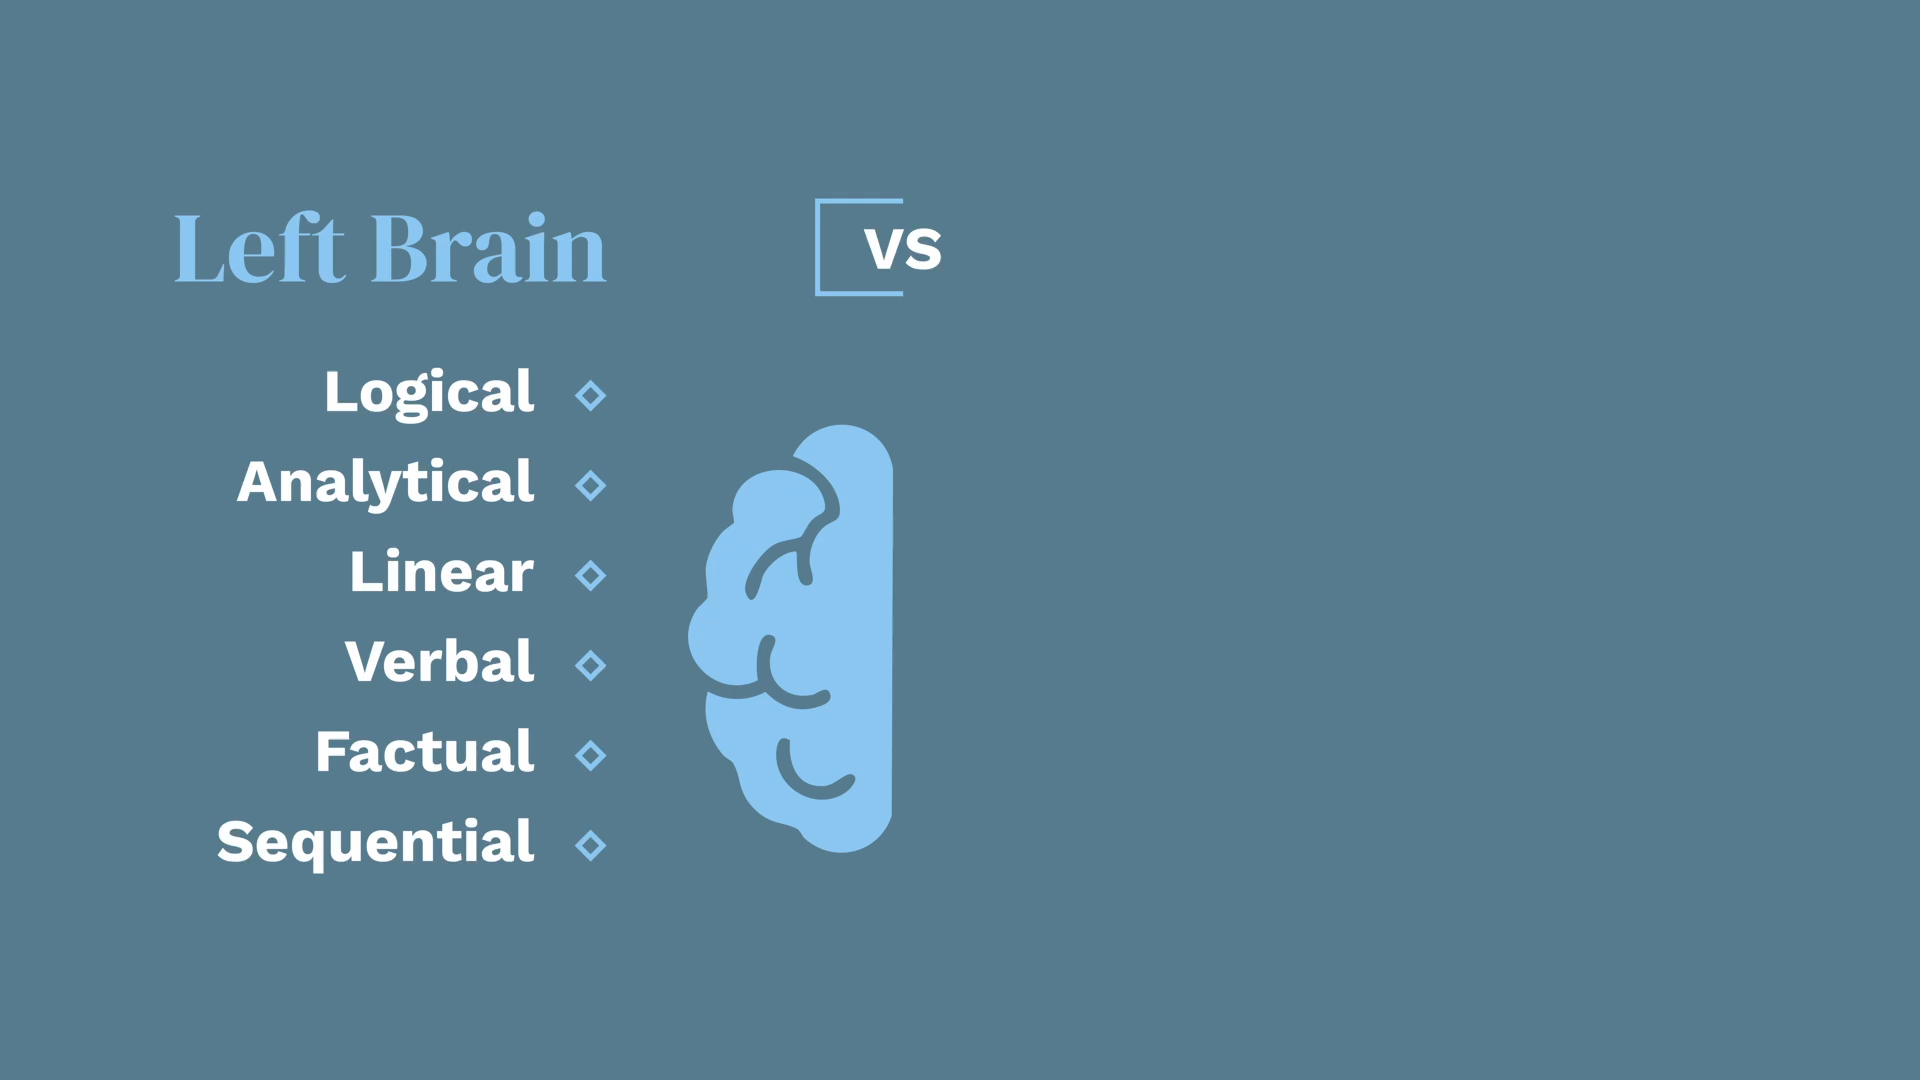 Left Brain
VS
Logical
Analytical
Linear
Verbal
Factual
Sequential